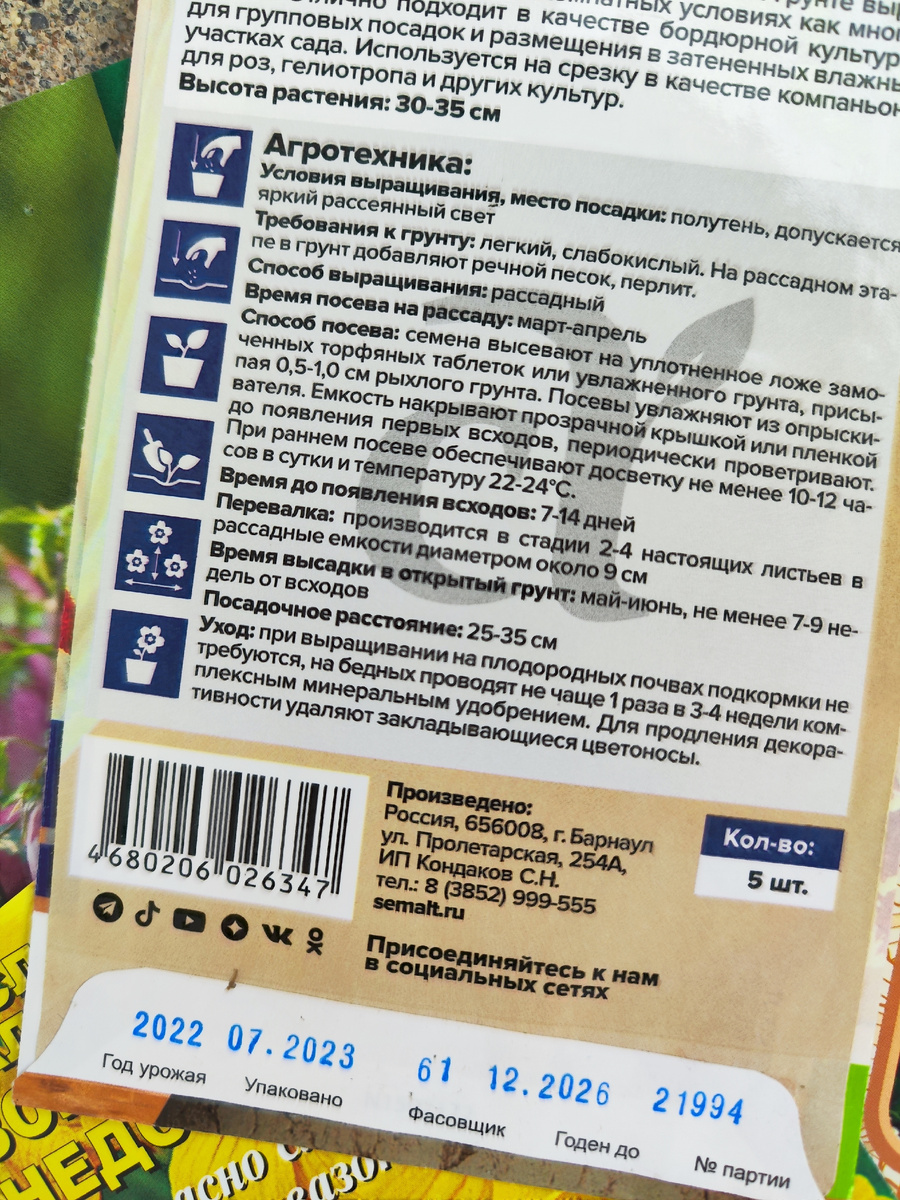 подходит в качестве бордюрной культур
для групповых посадок и размещения в затененных влажны
участках сада. Используется на срезку в качестве компаньон
для роз, гелиотропа и других культур.
Высота растения: 30-35 см
Агротехника:
Условия выращивания, место посадки: полутень, допускается
яркий рассеянный свет
Требования к грунту: легкий, слабокислый. На рассадном эта-
пе в грунт добавляют речной песок, перлит.
Способ выращивания: рассадный
Время посева на рассаду: март-апрель
Способ посева: семена высевают на уплотненное ложе замо-
ченных торфяных таблеток или увлажненного грунта, присы-
пая 0,5-1,0 см рыхлого грунта. Посевы увлажняют из опрыски-
вателя. Емкость накрывают прозрачной крышкой или пленкой
до появления первых всходов, периодически проветривают.
При раннем посеве обеспечивают досветку не менее 10-12 ча-
сов в сутки и температуру 22-24°С.
Время до появления всходов: 7-14 дней
Перевалка: производится в стадии 2-4 настоящих листьев в
рассадные емкости диаметром около 9 см
Время высадки в открытый грунт: май-июнь, не менее 7-9 не-
дель от всходов
Посадочное расстояние: 25-35 см
Уход: при выращивании на плодородных почвах подкормки не
требуются, на бедных проводят не чаще 1 раза в 3-4 недели ком-
плексным минеральным удобрением. Для продления декора-
тивности удаляют закладывающиеся цветоносы.
4 680206 026347
Произведено:
Россия, 656008, г. Барнаул
ул. Пролетарская, 254А,
ИП Кондаков С.Н.
тел.: 8 (3852) 999-555
semalt.ru
Кол-во:
5 шт.
Присоединяйтесь к нам
в социальных сетях
2022 07.2023 61 12.2026 21994
Год урожая Упаковано Фасовщик Годен до № партии